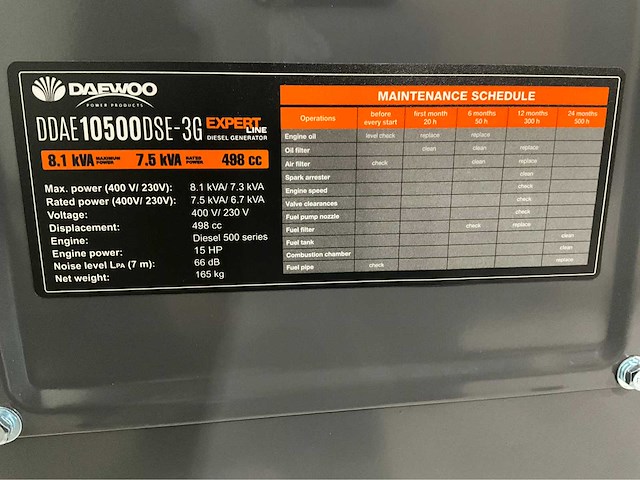 DAEWOO
POWER PRODUCTS
DDAE10500DSE-3G EXPERT LINE
DIESEL GENERATOR
8.1 kVA MAXIMUM POWER 7.5 kVA RATED POWER 498 cc
Max. power (400 V/ 230V): 8.1 kVA/ 7.3 kVA
Rated power (400V/ 230V): 7.5 kVA/ 6.7 kVA
Voltage: 400 V/ 230 V
Displacement: 498 cc
Engine: Diesel 500 series
Engine power: 15 HP
Noise level LPA (7 m): 66 dB
Net weight: 165 kg
MAINTENANCE SCHEDULE
Operations before every start first month 20 h 6 months 50 h 12 months 300 h 24 months 500 h
Engine oil level check replace replace
Oil filter clean clean replace
Air filter check clean replace
Spark arrester clean
Engine speed check
Valve clearances check
Fuel pump nozzle check
Fuel filter check replace
Fuel tank clean
Combustion chamber clean
Fuel pipe check replace